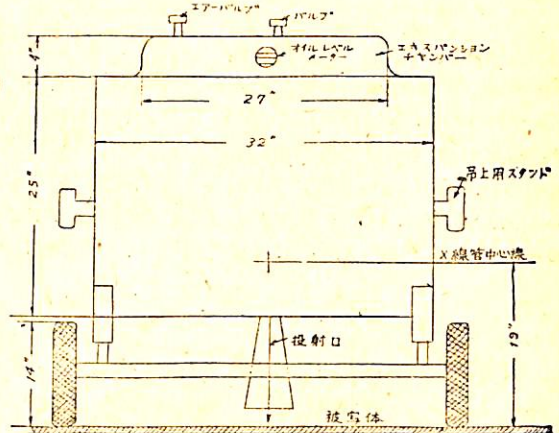 エアーバルブ
バルブ
オイルレベル
メーター
エキスパンション
チャンバー
4"
27"
32"
25"
吊上用スタンド
X線管中心線
投射口
19"
14"
被写体